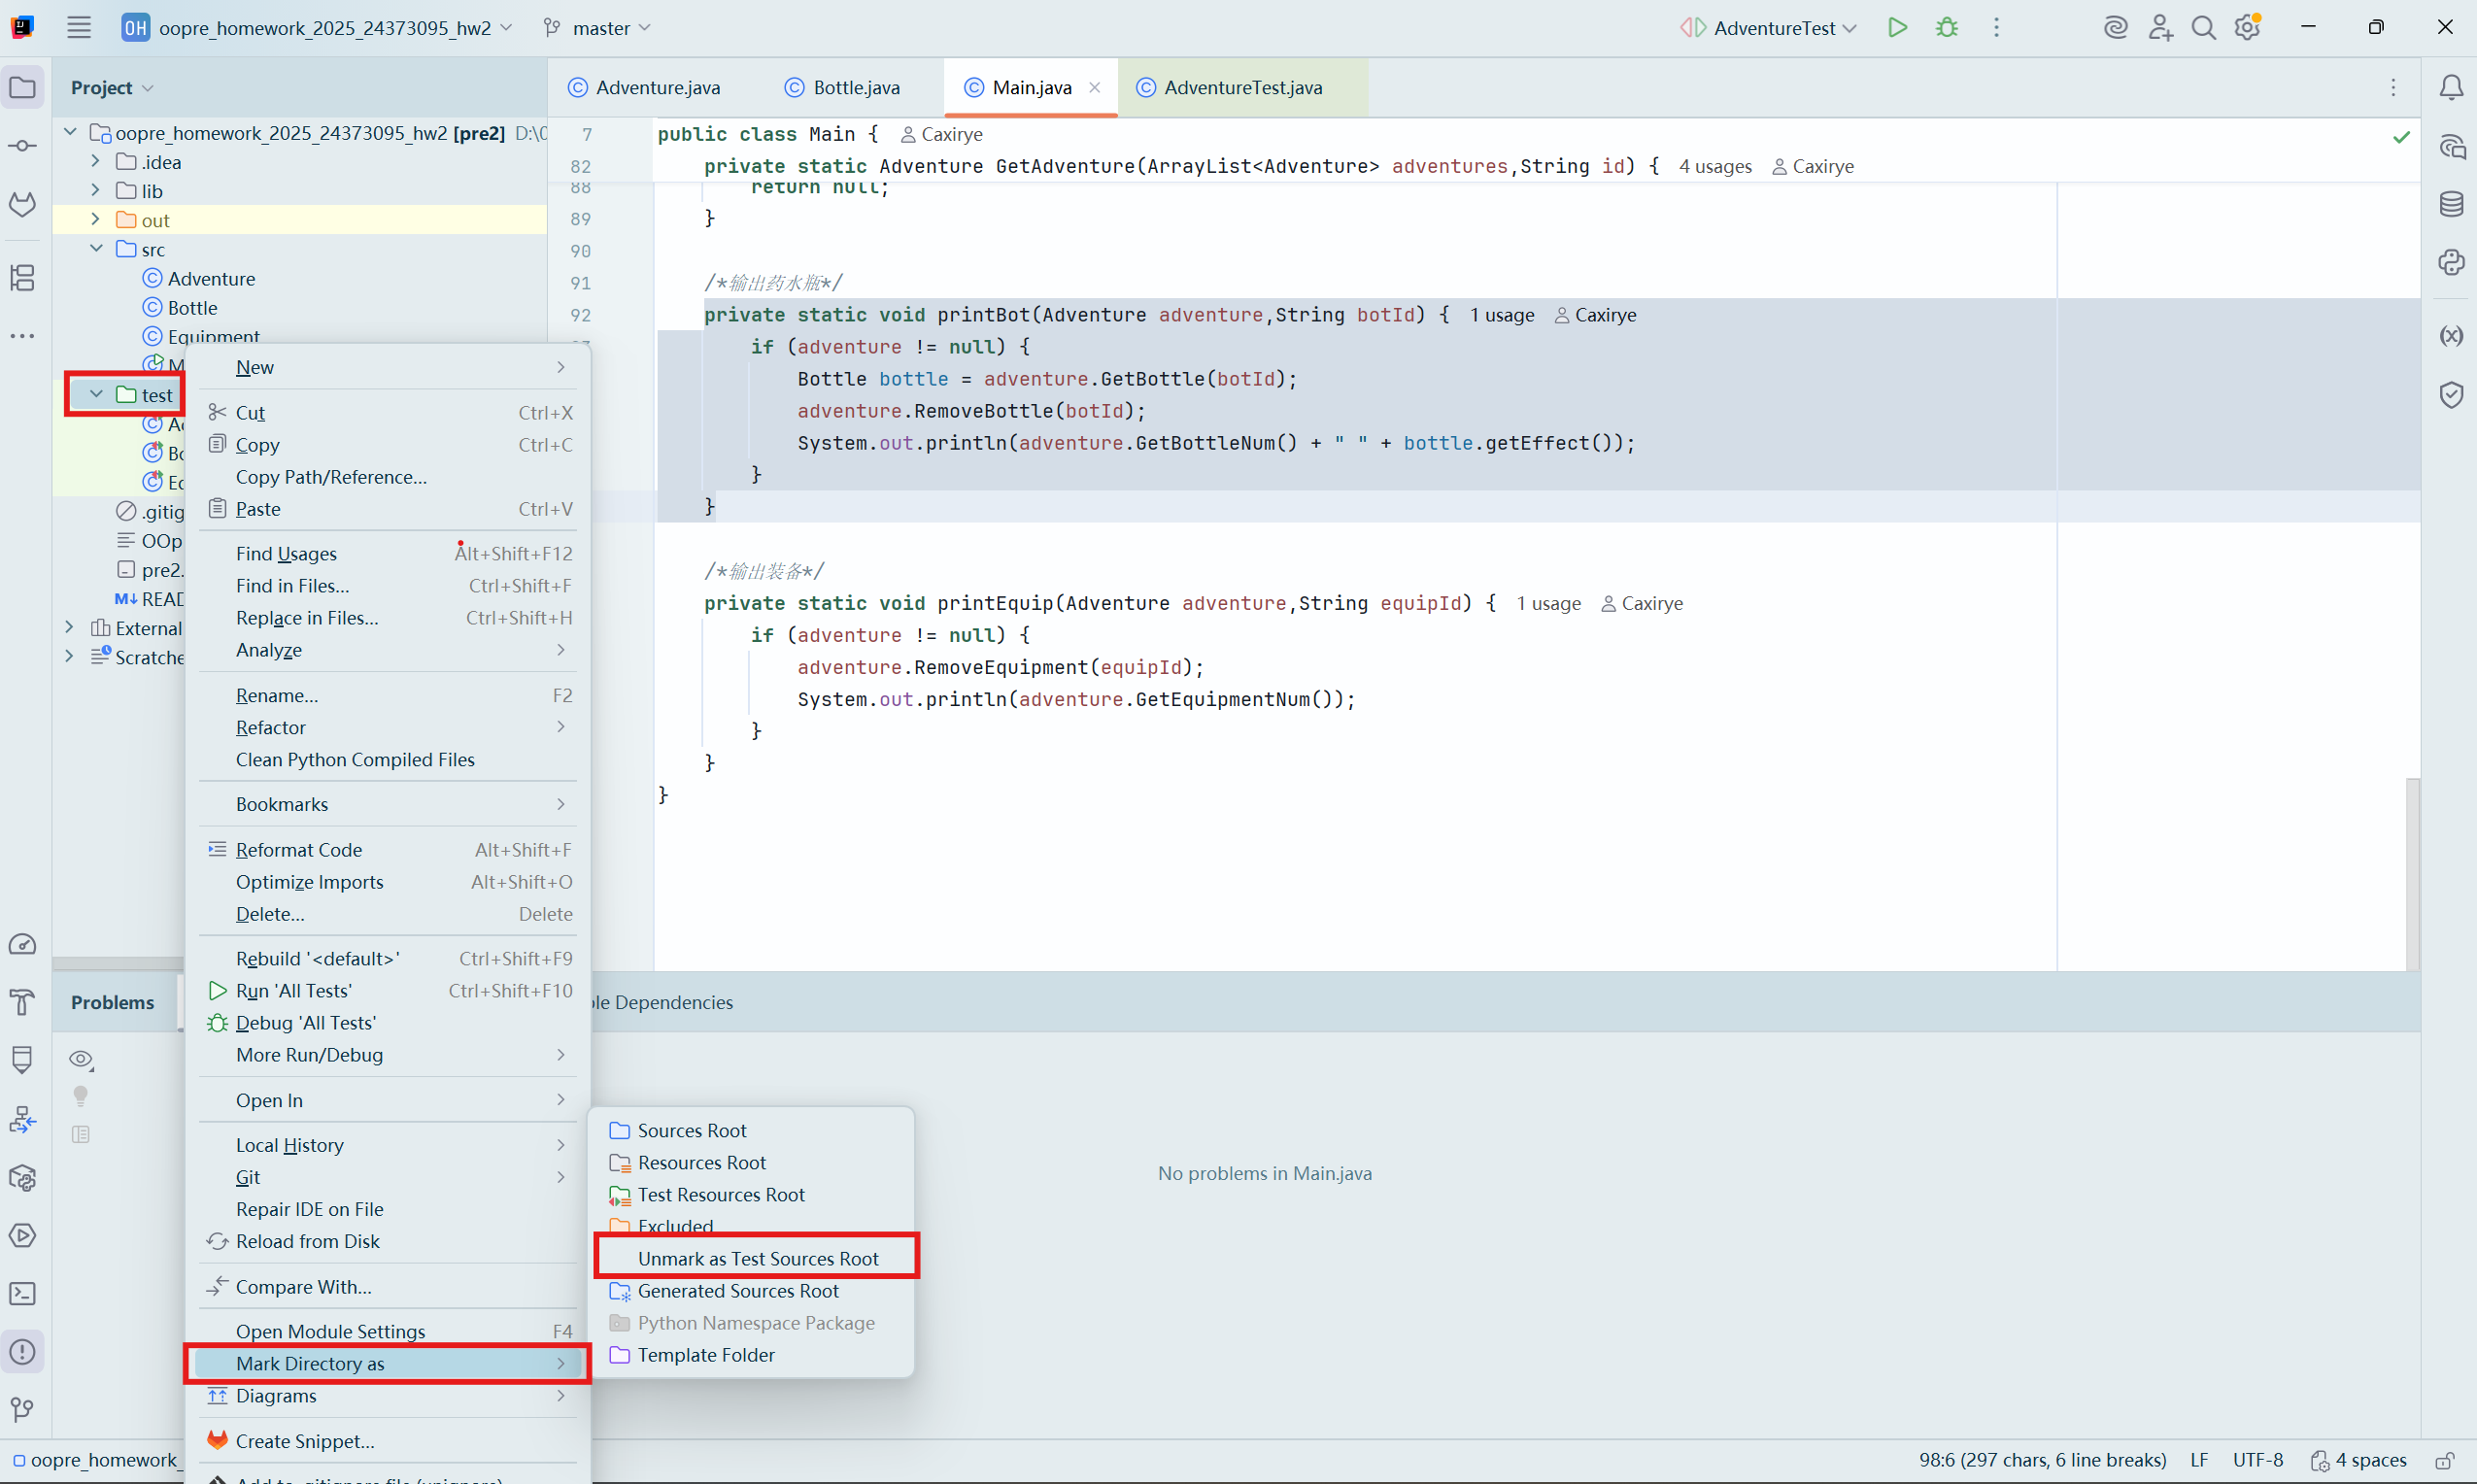 OH oopre_homework_2025_24373095_hw2 master AdventureTest
Project
Adventure.java Bottle.java Main.java AdventureTest.java
oopre_homework_2025_24373095_hw2 [pre2] D:\
.idea
lib
out
src
Adventure
Bottle
Equipment
test
.gitig
OOp
pre2.
READ
External
Scratche
7 public class Main { Caxirye
82 private static Adventure GetAdventure(ArrayList<Adventure> adventures,String id) { 4 usages Caxirye
88 return null;
89 }
90
91 /*输出药水瓶*/
92 private static void printBot(Adventure adventure,String botId) { 1 usage Caxirye
if (adventure != null) {
Bottle bottle = adventure.GetBottle(botId);
adventure.RemoveBottle(botId);
System.out.println(adventure.GetBottleNum() + " " + bottle.getEffect());
}
}
/*输出装备*/
private static void printEquip(Adventure adventure,String equipId) { 1 usage Caxirye
if (adventure != null) {
adventure.RemoveEquipment(equipId);
System.out.println(adventure.GetEquipmentNum());
}
}
}
New
Cut Ctrl+X
Copy Ctrl+C
Copy Path/Reference...
Paste Ctrl+V
Find Usages Alt+Shift+F12
Find in Files... Ctrl+Shift+F
Replace in Files... Ctrl+Shift+H
Analyze
Rename... F2
Refactor
Clean Python Compiled Files
Bookmarks
Reformat Code Alt+Shift+F
Optimize Imports Alt+Shift+O
Delete... Delete
Rebuild '<default>' Ctrl+Shift+F9
Run 'All Tests' Ctrl+Shift+F10
Debug 'All Tests'
More Run/Debug
Open In
Local History
Git
Repair IDE on File
Reload from Disk
Compare With...
Open Module Settings F4
Mark Directory as
Diagrams
Create Snippet...
Sources Root
Resources Root
Test Resources Root
Excluded
Unmark as Test Sources Root
Generated Sources Root
Python Namespace Package
Template Folder
Problems
le Dependencies
No problems in Main.java
oopre_homework_
98:6 (297 chars, 6 line breaks) LF UTF-8 4 spaces